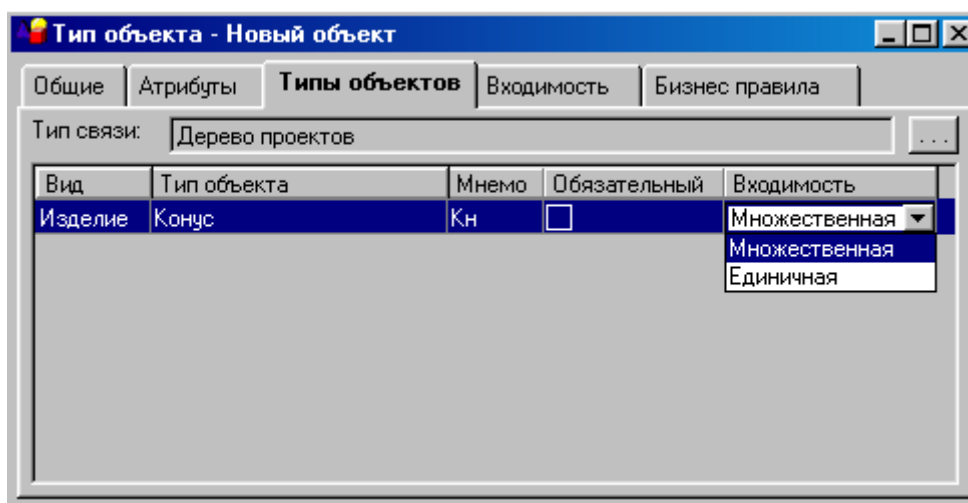 Тип объекта - Новый объект
Общие Атрибуты Типы объектов Входимость Бизнес правила
Тип связи: Дерево проектов ...
Вид Тип объекта Мнемо Обязательный Входимость
Изделие Конус Кн Множественная
Множественная
Единичная